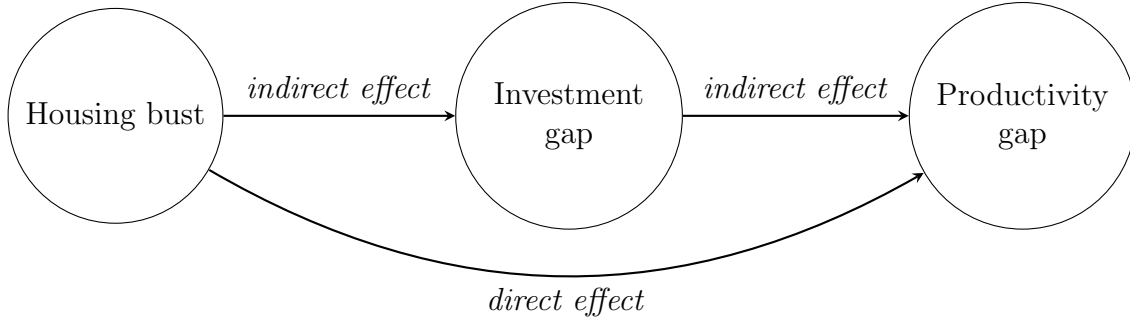 Housing bust
indirect effect
Investment
gap
indirect effect
Productivity
gap
direct effect